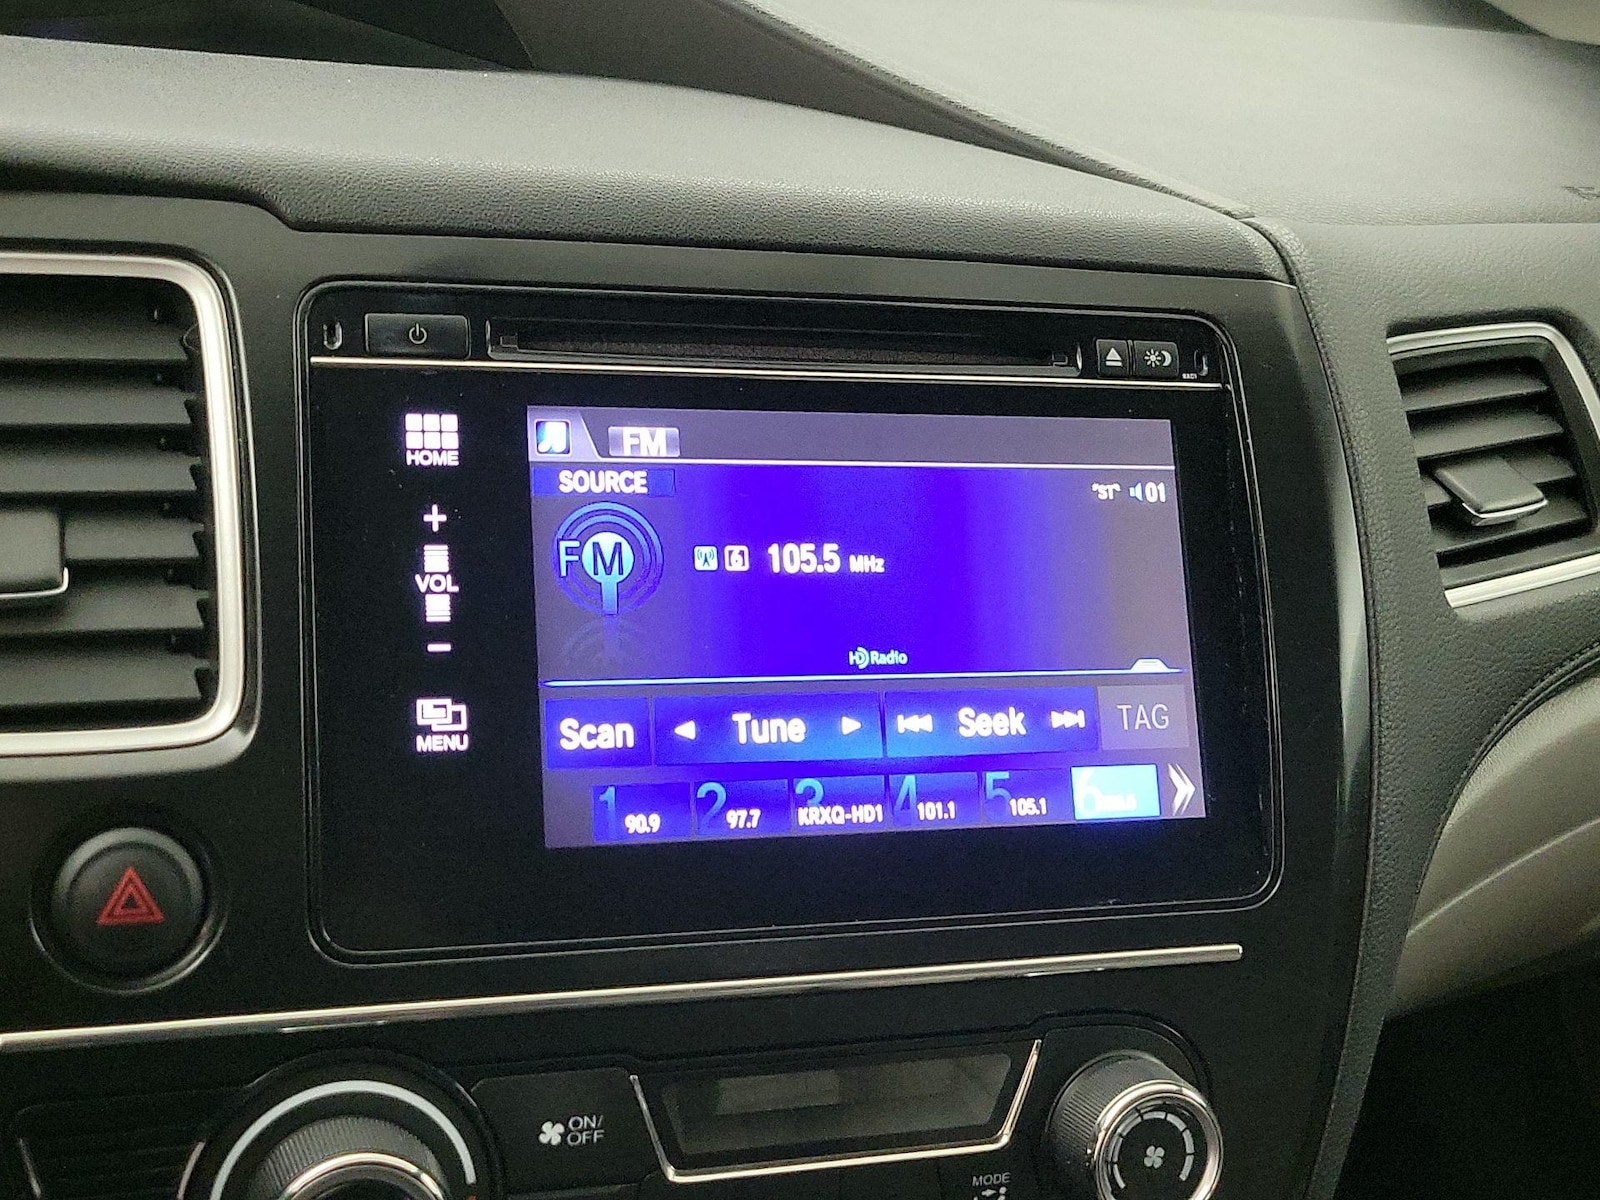 FM
HOME
SOURCE
"ST" 01
+
VOL
−
FM 6 105.5 MHz
HD Radio
MENU
Scan Tune Seek TAG
1 90.9 2 97.7 3 KRXQ-HD1 4 101.1 5 105.1 6
ON/
OFF
MODE